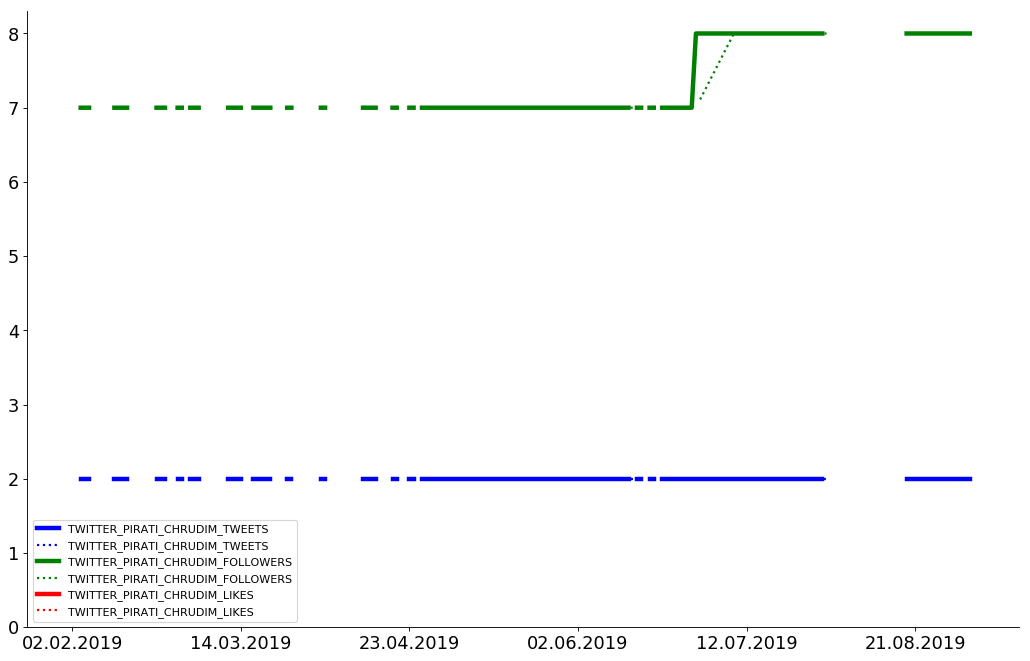 8
7
6
5
4
3
2
1
0
TWITTER_PIRATI_CHRUDIM_TWEETS
TWITTER_PIRATI_CHRUDIM_TWEETS
TWITTER_PIRATI_CHRUDIM_FOLLOWERS
TWITTER_PIRATI_CHRUDIM_FOLLOWERS
TWITTER_PIRATI_CHRUDIM_LIKES
TWITTER_PIRATI_CHRUDIM_LIKES
02.02.2019 14.03.2019 23.04.2019 02.06.2019 12.07.2019 21.08.2019